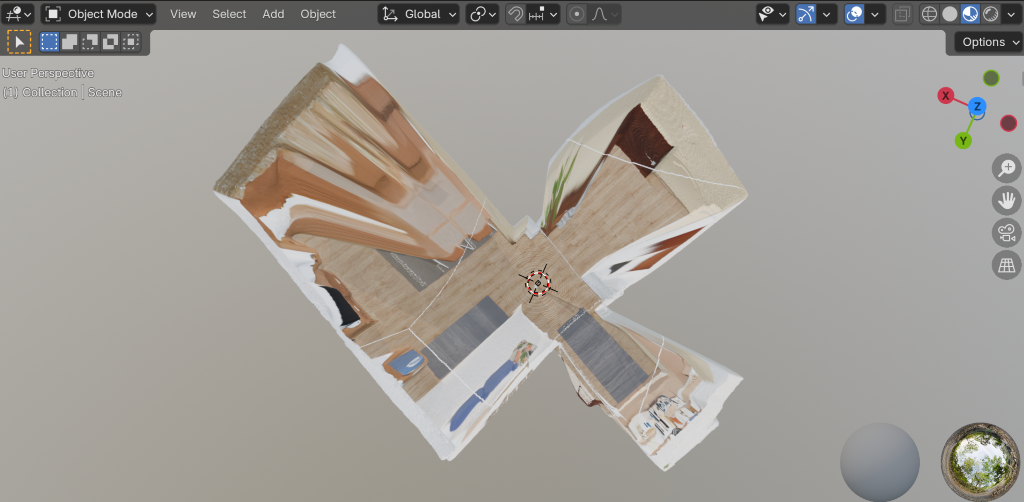 Object Mode View Select Add Object Global
Options
User Perspective
(1) Collection | Scene
X
Z
Y